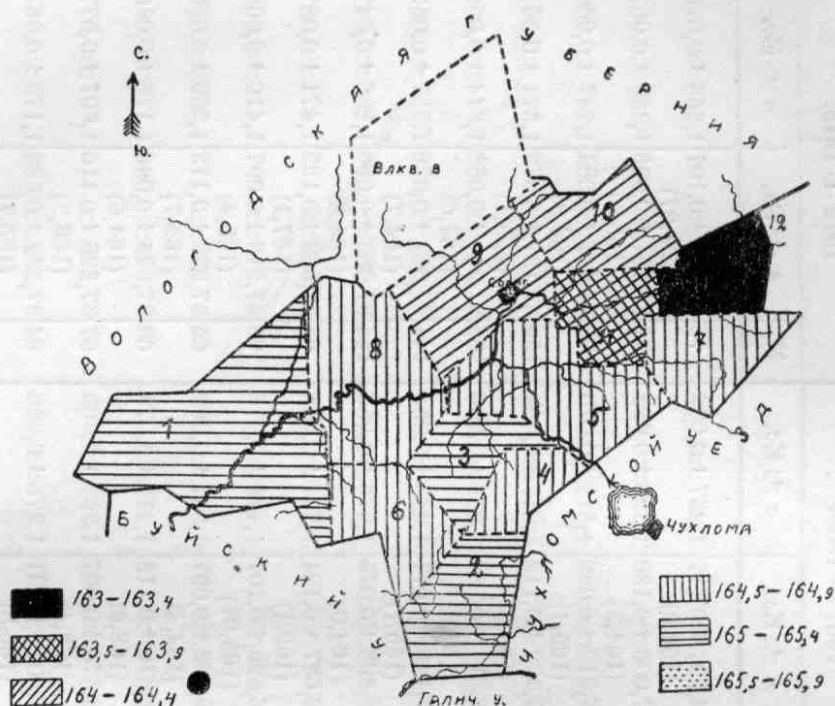 С.
Ю.
ВОЛОГОДСКАЯ ГУБЕРНИЯ
Влкв. в
10
12
9
Солиг.
8
7
1
5
3
4
6
2
БУЙСКИЙ У.
ЧУХЛОМСКОЙ УЕЗД
ЧУХЛОМА
Галич. у.
163-163,4
163,5-163,9
164-164,4
164,5-164,9
165-165,4
165,5-165,9